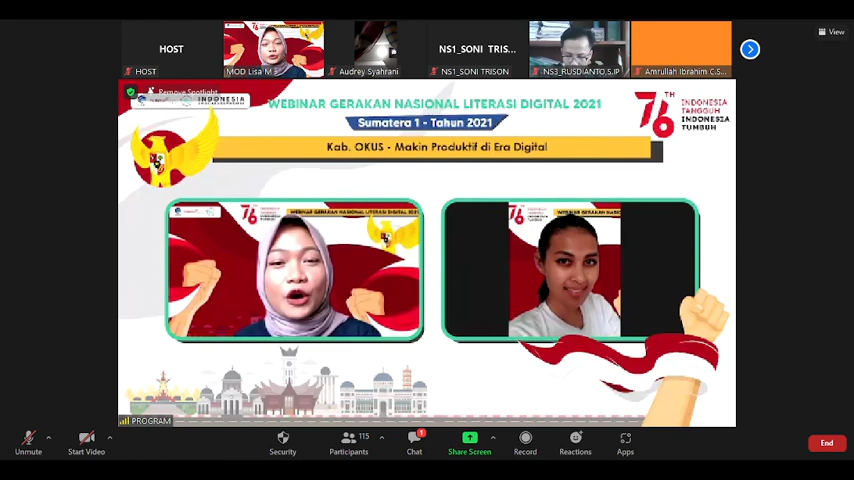 HOST
NS1_SONI TRIS...
View
HOST
MOD Lisa M
Audrey Syahrani
NS1_SONI TRISON
NS3_RUSDIANTO,S.IP
Amrullah Ibrahim C.S...
Remove Spotlight
INDONESIA
WEBINAR GERAKAN NASIONAL LITERASI DIGITAL 2021
Sumatera 1 - Tahun 2021
Kab. OKUS - Makin Produktif di Era Digital
76TH
INDONESIA
TANGGUH
INDONESIA
TUMBUH
76
WEBINAR GERAKAN NASIONAL LITERASI DIGITAL 2021
76
PROGRAM
115
1
Unmute
Start Video
Security
Participants
Chat
Share Screen
Record
Reactions
Apps
End